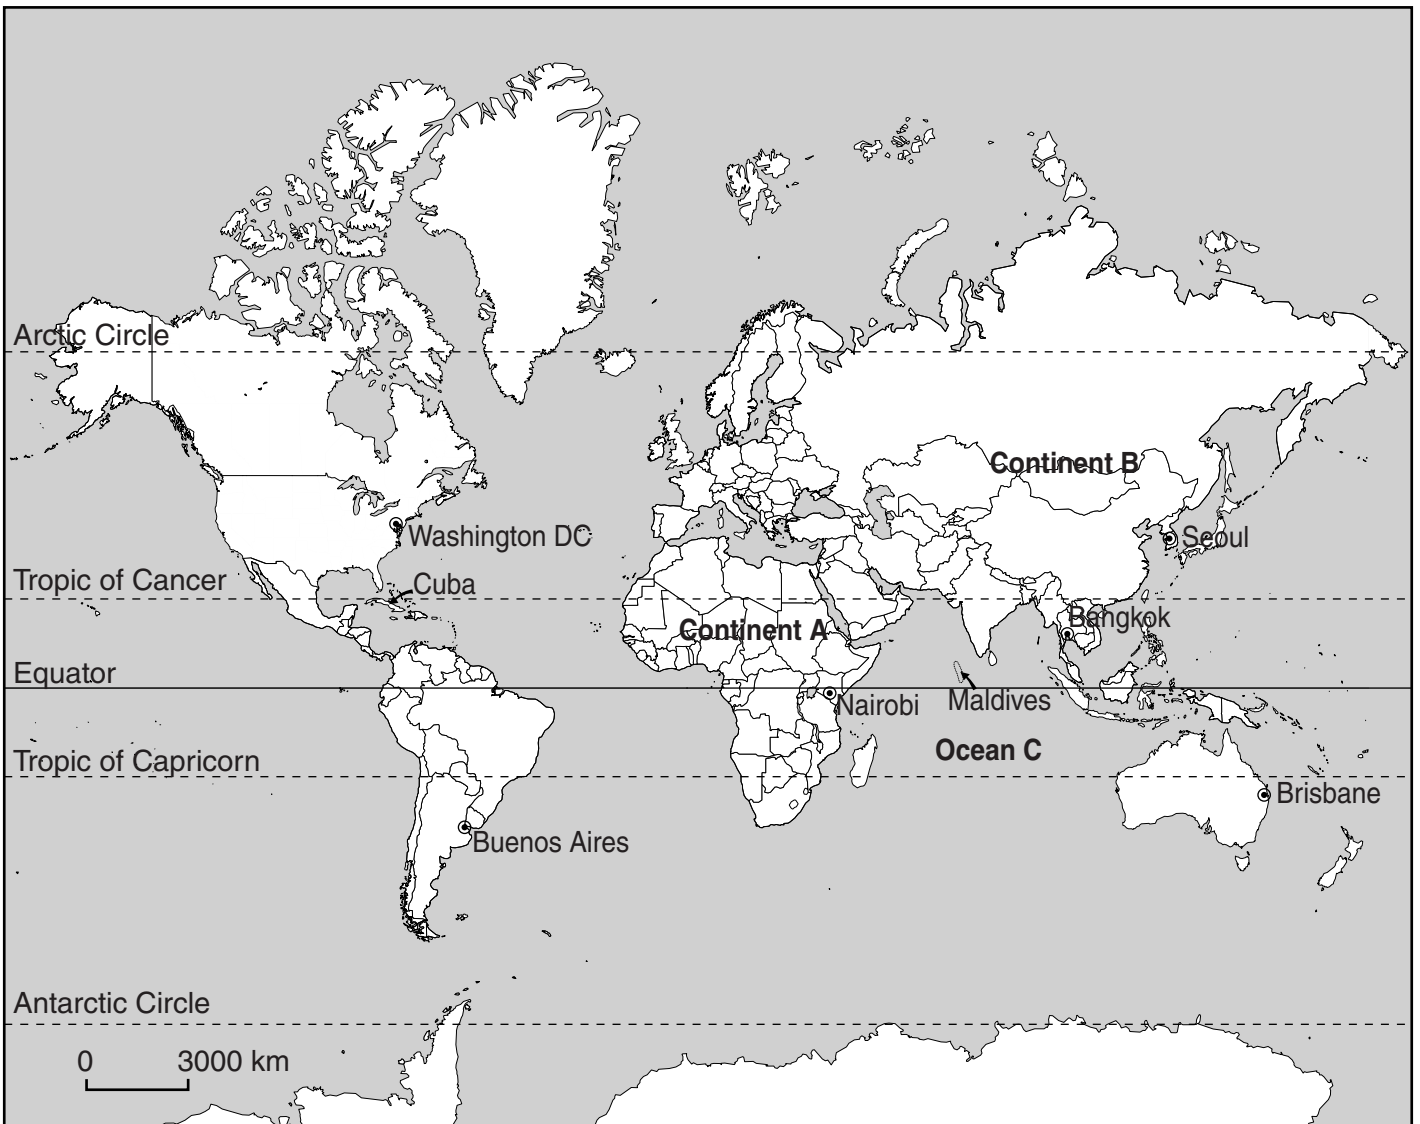 Arctic Circle
Continent B
Washington DC
Seoul
Tropic of Cancer
Cuba
Bangkok
Continent A
Equator
Maldives
Nairobi
Ocean C
Tropic of Capricorn
Brisbane
Buenos Aires
Antarctic Circle
0 3000 km